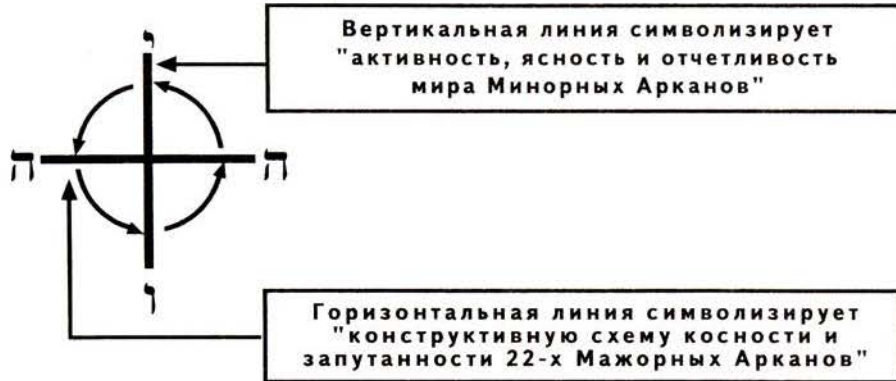 י
Вертикальная линия символизирует
"активность, ясность и отчетливость
мира Минорных Арканов"
ה ה
ו
Горизонтальная линия символизирует
"конструктивную схему косности и
запутанности 22-х Мажорных Арканов"